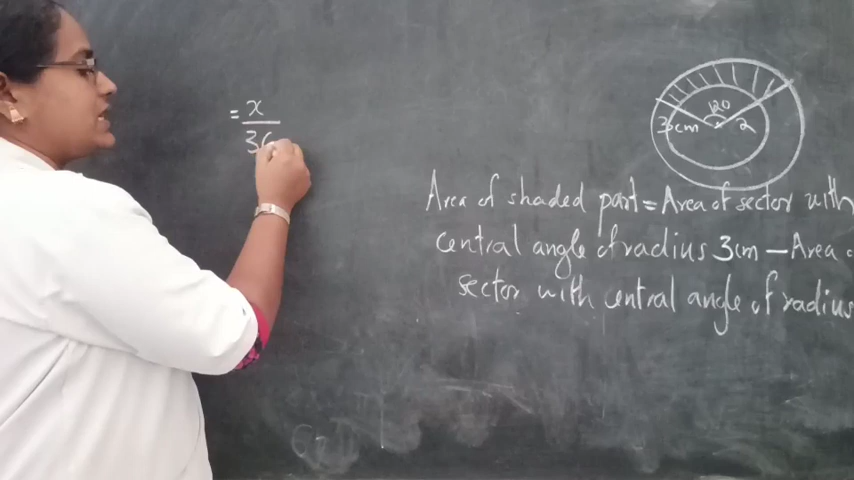 = x
36
120
3cm 2
Area of shaded part = Area of sector with
central angle of radius 3cm – Area
sector with central angle of radius